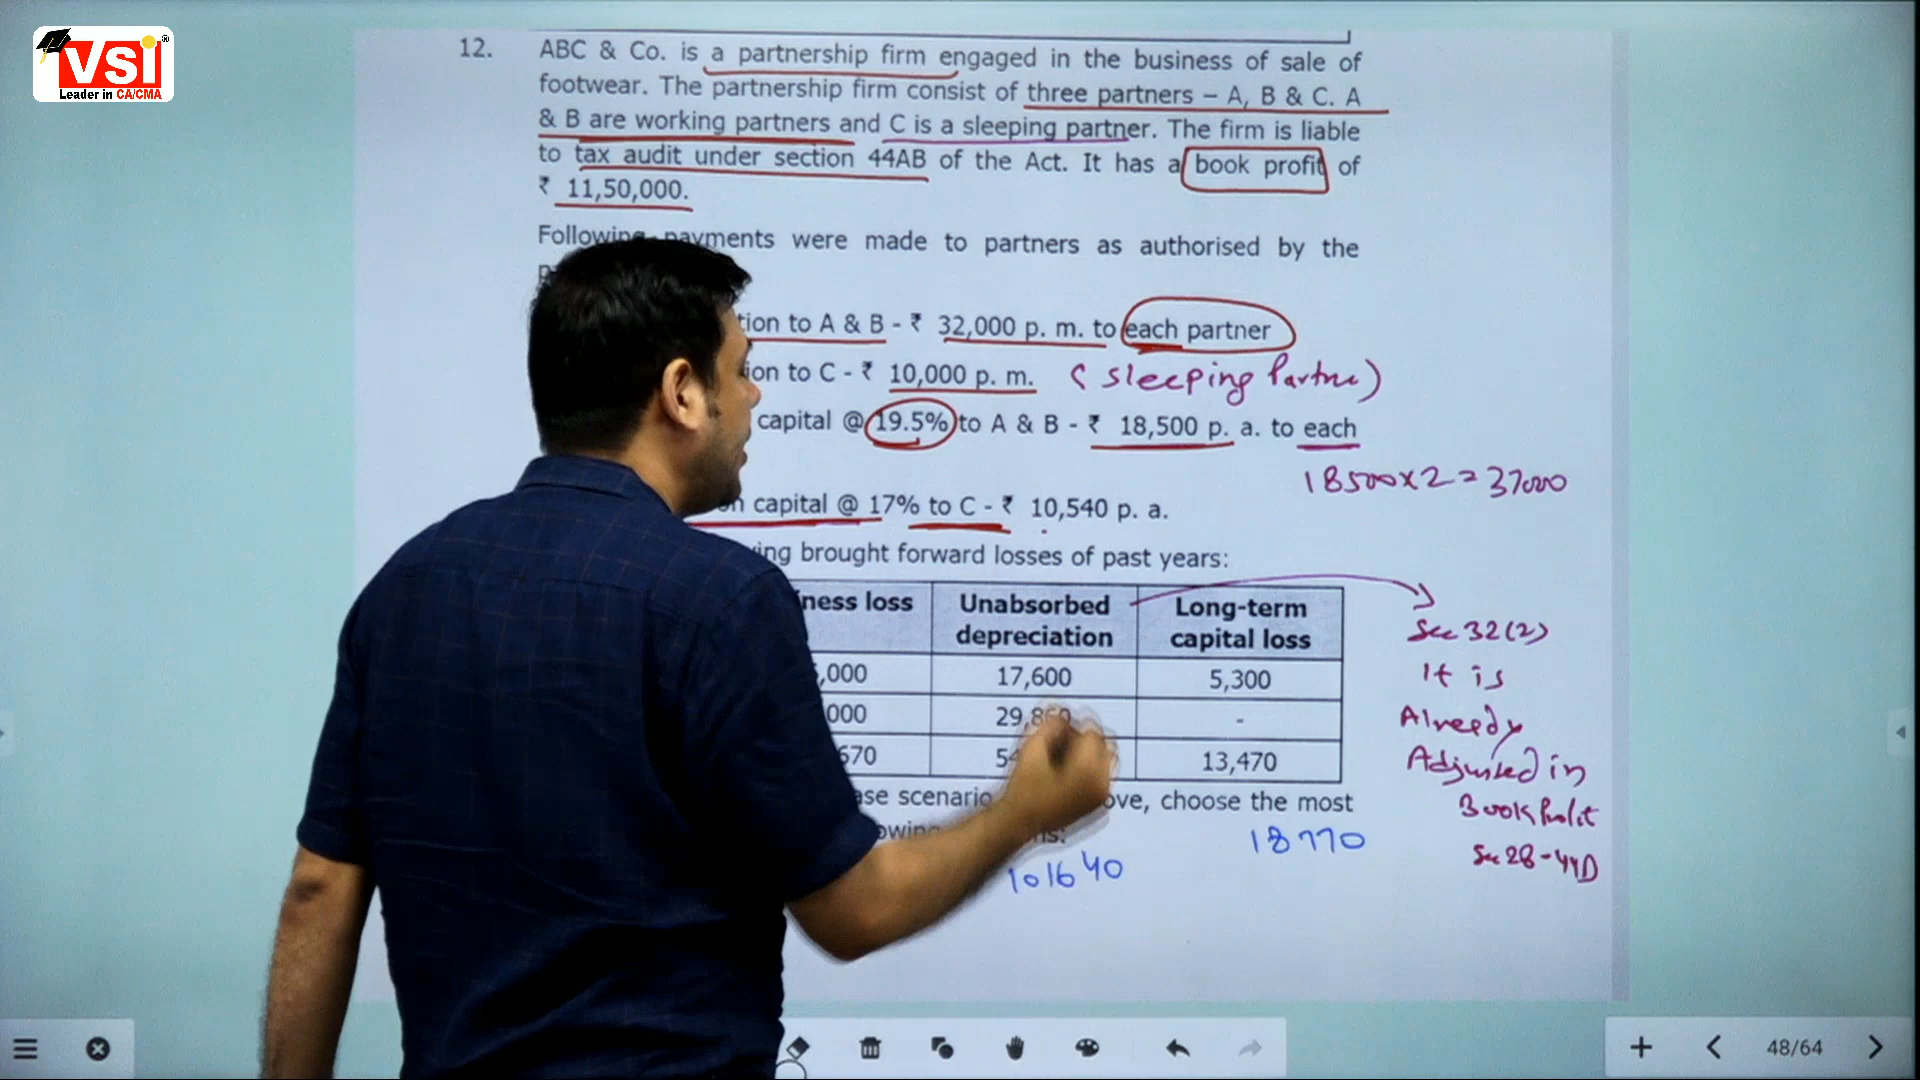 VSI
®
Leader in CA/CMA
12. ABC & Co. is a partnership firm engaged in the business of sale of
footwear. The partnership firm consist of three partners – A, B & C. A
& B are working partners and C is a sleeping partner. The firm is liable
to tax audit under section 44AB of the Act. It has a book profit of
₹ 11,50,000.
Following payments were made to partners as authorised by the
tion to A & B - ₹ 32,000 p. m. to each partner
ion to C - ₹ 10,000 p. m. (Sleeping Partner)
capital @ 19.5% to A & B - ₹ 18,500 p. a. to each
18500x2=37000
on capital @ 17% to C - ₹ 10,540 p. a.
ing brought forward losses of past years:
ness loss Unabsorbed depreciation Long-term capital loss
,000 17,600 5,300
000 29,8 -
670 5 13,470
Sec 32(2)
It is
Already
Adjusted in
Book Profit
Sec 28-44D
ase scenario ove, choose the most
owing
101640
18770
48/64